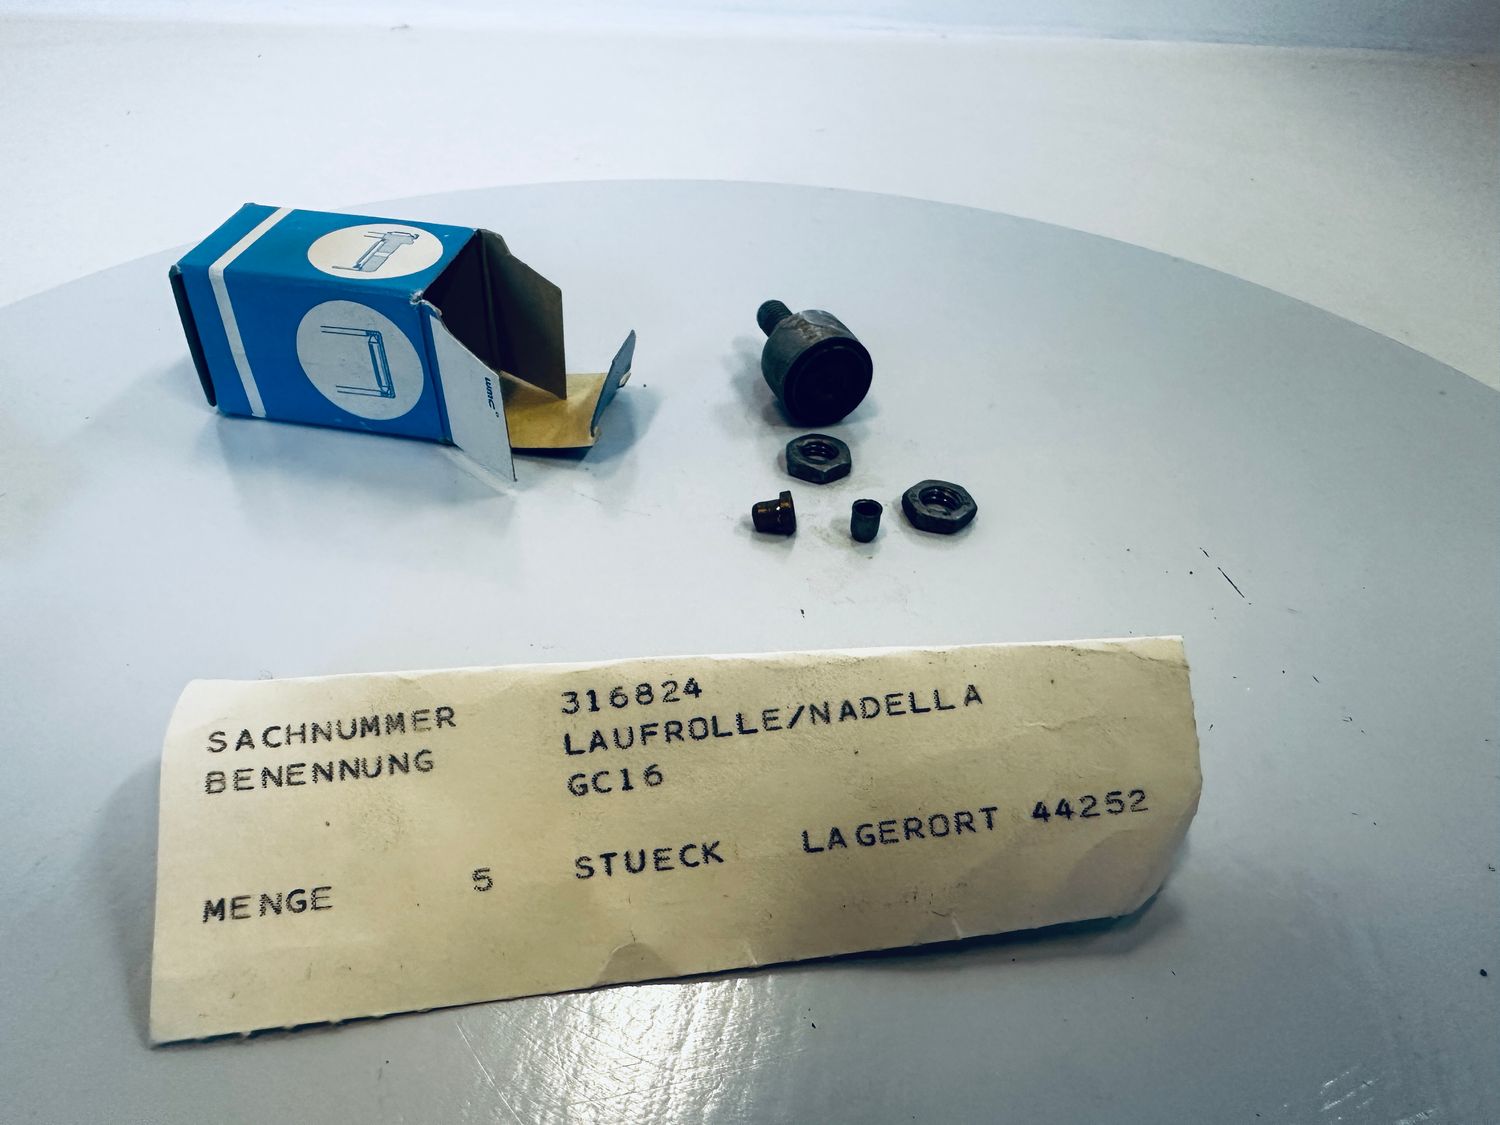 SACHNUMMER 316824
BENENNUNG LAUFROLLE/NADELLA
GC16
MENGE 5 STUECK LAGERORT 44252